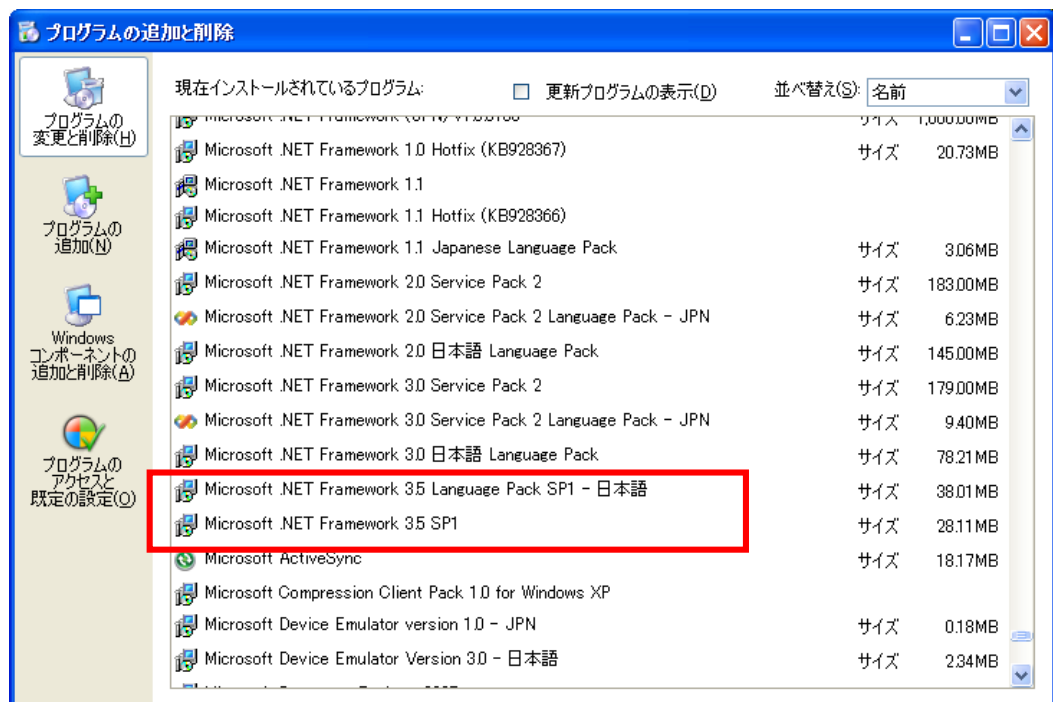 プログラムの追加と削除
プログラムの
変更と削除(H)
プログラムの
追加(N)
Windows
コンポーネントの
追加と削除(A)
プログラムの
アクセスと
既定の設定(O)
現在インストールされているプログラム: 更新プログラムの表示(D) 並べ替え(S): 名前
Microsoft .NET Framework (JPN) v1.0.3705 サイズ 1,000.00MB
Microsoft .NET Framework 1.0 Hotfix (KB928367) サイズ 20.73MB
Microsoft .NET Framework 1.1
Microsoft .NET Framework 1.1 Hotfix (KB928366)
Microsoft .NET Framework 1.1 Japanese Language Pack サイズ 3.06MB
Microsoft .NET Framework 2.0 Service Pack 2 サイズ 183.00MB
Microsoft .NET Framework 2.0 Service Pack 2 Language Pack - JPN サイズ 6.23MB
Microsoft .NET Framework 2.0 日本語 Language Pack サイズ 145.00MB
Microsoft .NET Framework 3.0 Service Pack 2 サイズ 179.00MB
Microsoft .NET Framework 3.0 Service Pack 2 Language Pack - JPN サイズ 9.40MB
Microsoft .NET Framework 3.0 日本語 Language Pack サイズ 78.21MB
Microsoft .NET Framework 3.5 Language Pack SP1 - 日本語 サイズ 38.01MB
Microsoft .NET Framework 3.5 SP1 サイズ 28.11MB
Microsoft ActiveSync サイズ 18.17MB
Microsoft Compression Client Pack 1.0 for Windows XP
Microsoft Device Emulator version 1.0 - JPN サイズ 0.18MB
Microsoft Device Emulator Version 3.0 - 日本語 サイズ 2.34MB